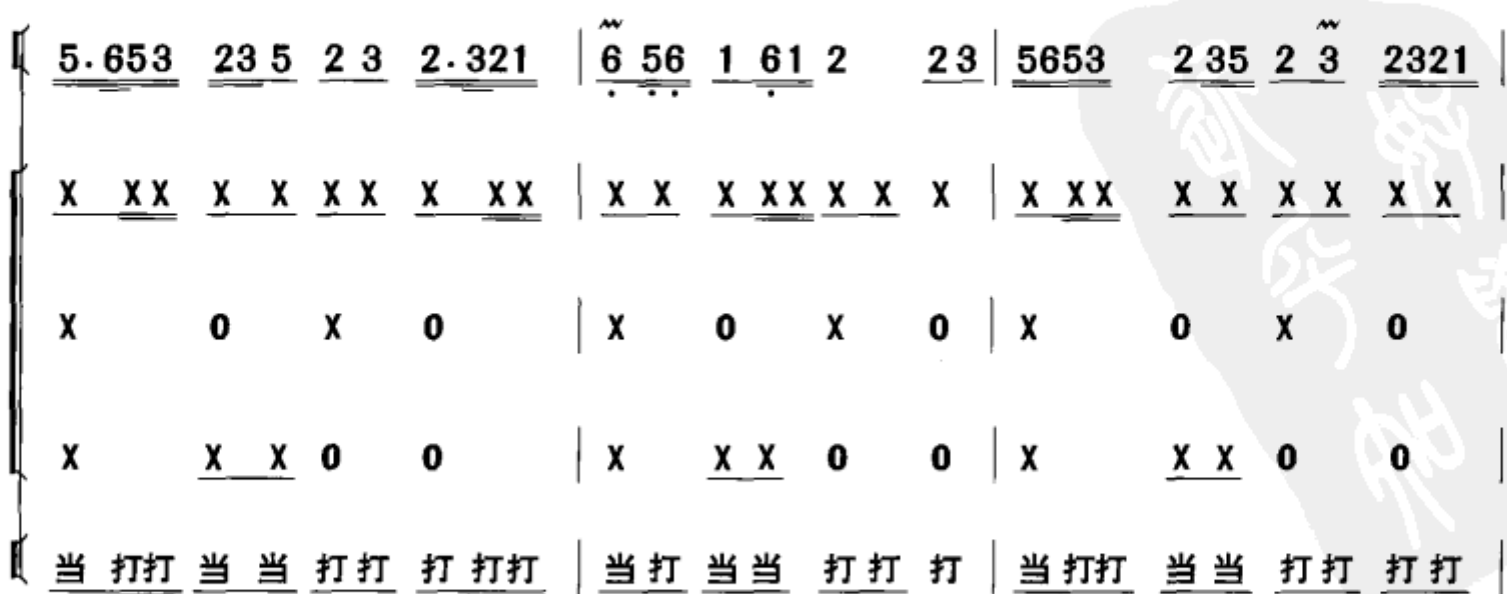 5·653 23 5 2 3 2·321 | 6 56 1 61 2 23 | 5653 2 35 2 3 2321 |
X XX X X X X X XX | X X X XX X X X | X XX X X X X X X |
X 0 X 0 | X 0 X 0 | X 0 X 0 |
X X X 0 0 | X X X 0 0 | X X X 0 0 |
当 打打 当 当 打 打 打 打打 | 当 打 当 当 打 打 打 | 当 打打 当 当 打 打 打 打 |